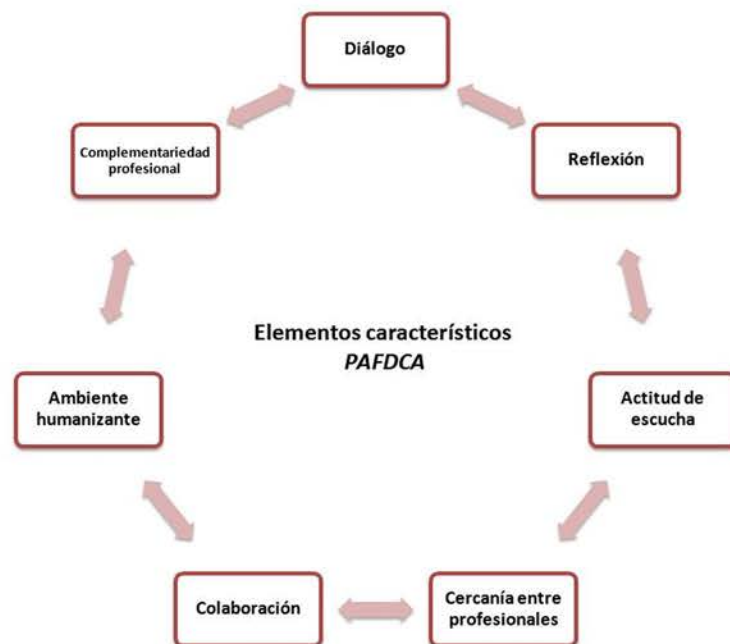 Diálogo
Reflexión
Actitud de
escucha
Cercanía entre
profesionales
Colaboración
Ambiente
humanizante
Complementariedad
profesional
Elementos característicos
PAFDCA